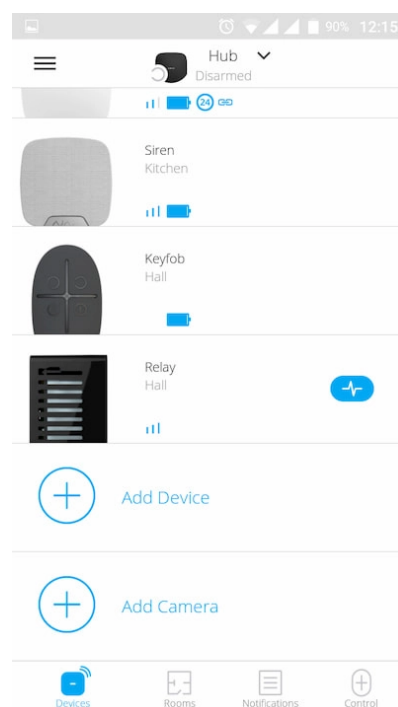 90% 12:15
Hub
Disarmed
24
Siren
Kitchen
Keyfob
Hall
Relay
Hall
Add Device
Add Camera
Devices Rooms Notifications Control